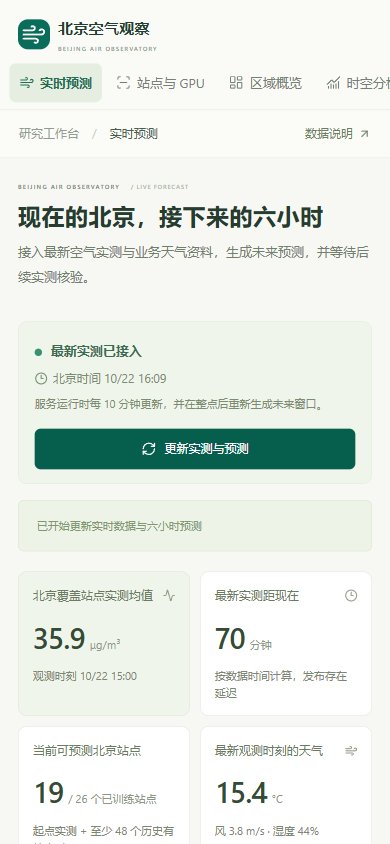 北京空气观察
BEIJING AIR OBSERVATORY
实时预测 站点与 GPU 区域概览 时空分析
研究工作台 / 实时预测 数据说明
BEIJING AIR OBSERVATORY / LIVE FORECAST
现在的北京，接下来的六小时
接入最新空气实测与业务天气资料，生成未来预测，并等待后
续实测核验。
最新实测已接入
北京时间 10/22 16:09
服务运行时每 10 分钟更新，并在整点后重新生成未来窗口。
更新实测与预测
已开始更新实时数据与六小时预测
北京覆盖站点实测均值
35.9 μg/m³
观测时刻 10/22 15:00
最新实测距现在
70 分钟
按数据时间计算，发布存在
延迟
当前可预测北京站点
19 / 26 个已训练站点
起点实测 + 至少 48 个历史有
最新观测时刻的天气
15.4 °C
风 3.8 m/s · 湿度 44%